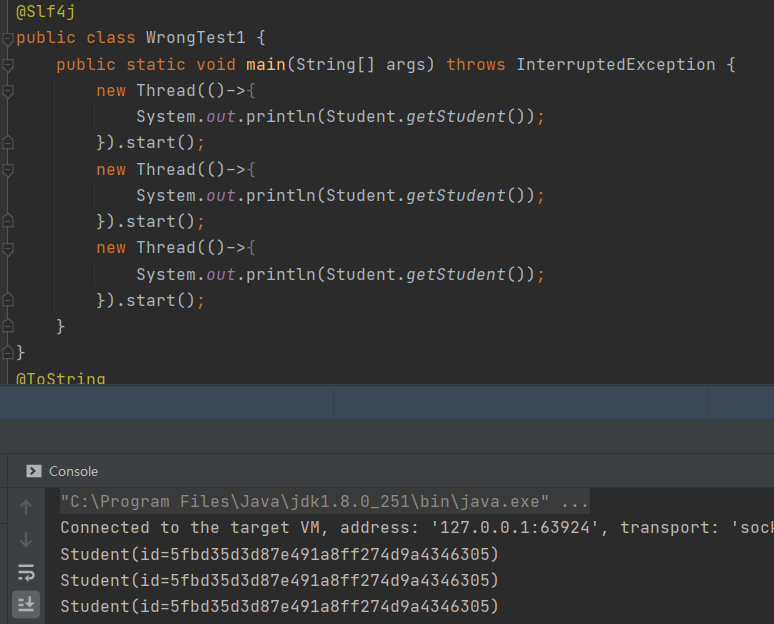 @Slf4j
public class WrongTest1 {
public static void main(String[] args) throws InterruptedException {
new Thread(()->{
System.out.println(Student.getStudent());
}).start();
new Thread(()->{
System.out.println(Student.getStudent());
}).start();
new Thread(()->{
System.out.println(Student.getStudent());
}).start();
}
}
@ToString
Console
"C:\Program Files\Java\jdk1.8.0_251\bin\java.exe" ...
Connected to the target VM, address: '127.0.0.1:63924', transport: 'sock
Student(id=5fbd35d3d87e491a8ff274d9a4346305)
Student(id=5fbd35d3d87e491a8ff274d9a4346305)
Student(id=5fbd35d3d87e491a8ff274d9a4346305)